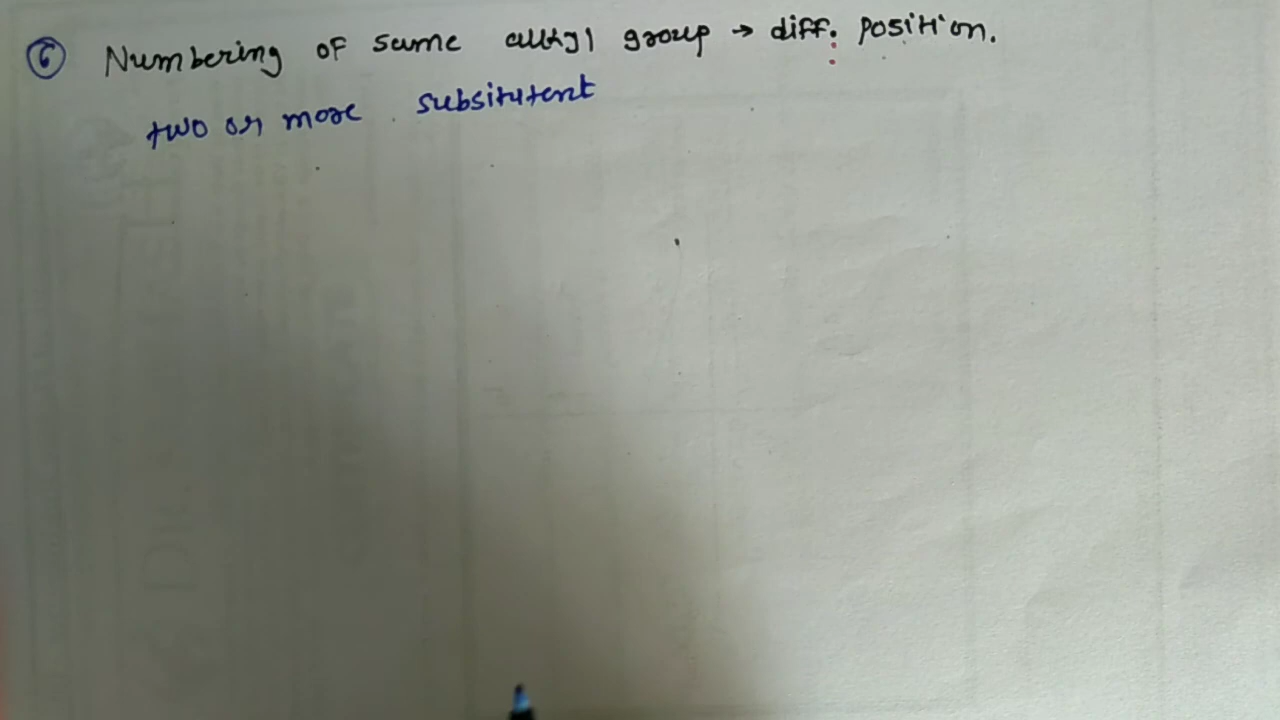 6 Numbering of same alkyl group → diff. position.
two or more subsitutent